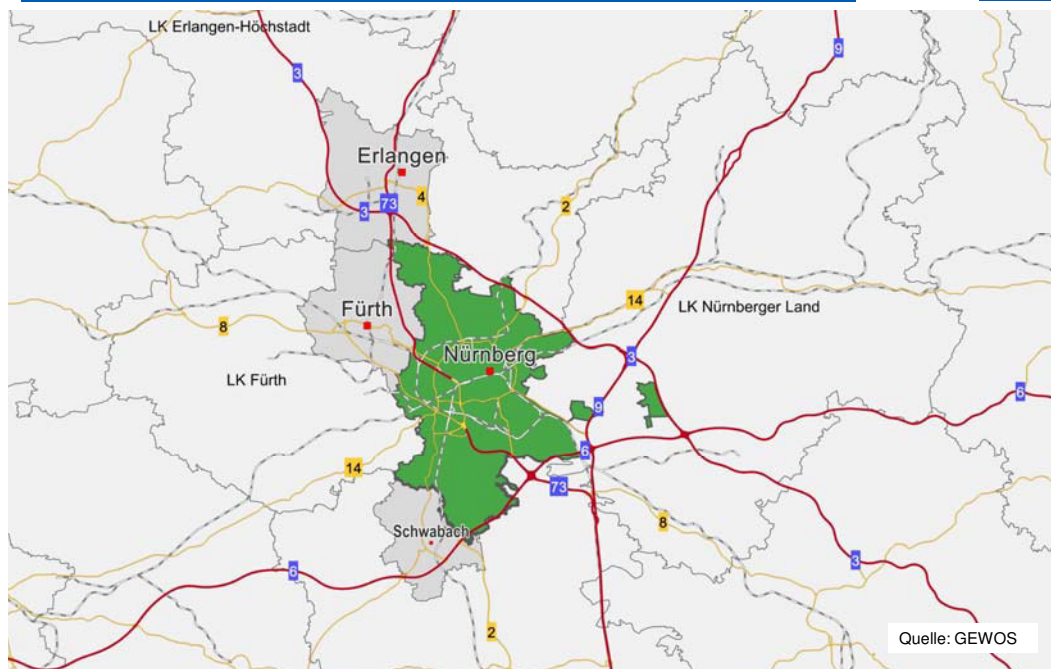 LK Erlangen-Höchstadt
9
3
Erlangen
4
73
3
2
14
Fürth
LK Nürnberger Land
8
Nürnberg
3
LK Fürth
6
9
6
14
73
8
Schwabach
3
6
2
Quelle: GEWOS